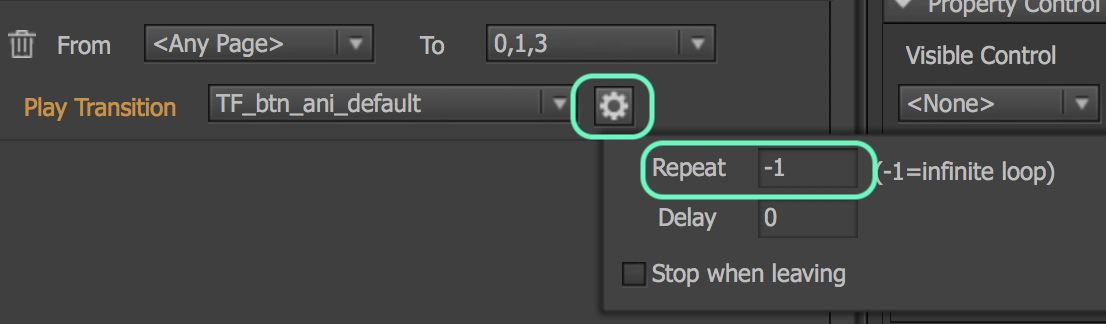 Property Control
From <Any Page> To 0,1,3
Visible Control
Play Transition TF_btn_ani_default
<None>
Repeat -1 (-1=infinite loop)
Delay 0
Stop when leaving